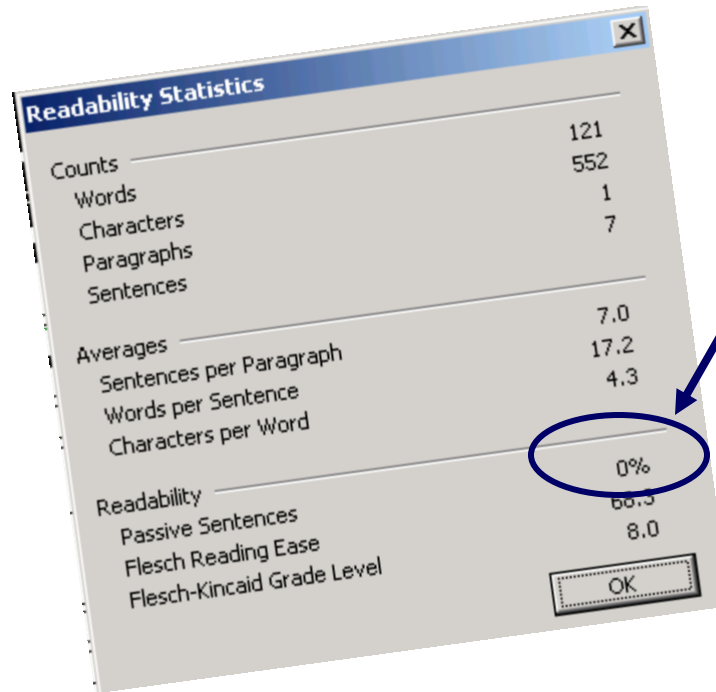 Readability Statistics
Counts
Words 121
Characters 552
Paragraphs 1
Sentences 7
Averages
Sentences per Paragraph 7.0
Words per Sentence 17.2
Characters per Word 4.3
Readability
Passive Sentences 0%
Flesch Reading Ease
Flesch-Kincaid Grade Level 8.0
OK